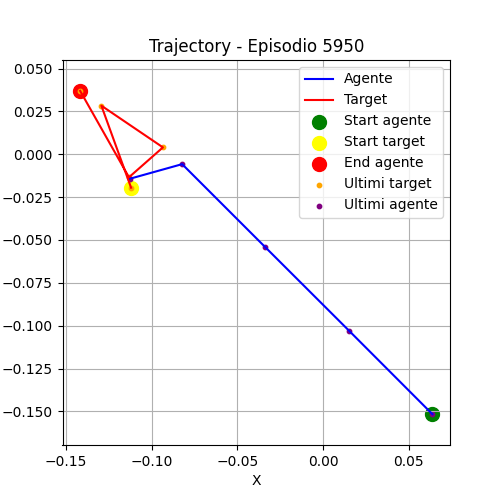 Trajectory - Episodio 5950
0.050
0.025
0.000
−0.025
−0.050
−0.075
−0.100
−0.125
−0.150
Agente
Target
Start agente
Start target
End agente
Ultimi target
Ultimi agente
−0.15
−0.10
−0.05
0.00
0.05
X